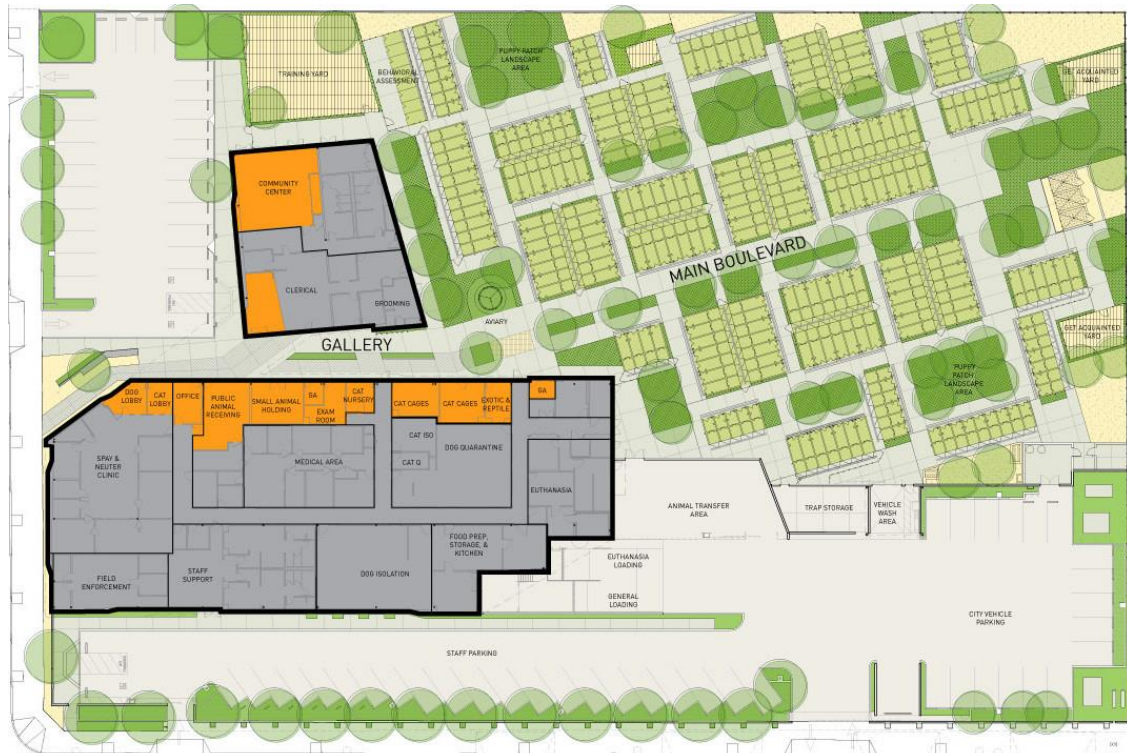 TRAINING YARD
BEHAVIORAL
ASSESSMENT
PUPPY PATCH
LANDSCAPE
AREA
GET ACQUAINTED
YARD
COMMUNITY
CENTER
CLERICAL
GROOMING
AVIARY
MAIN BOULEVARD
GALLERY
GET ACQUAINTED
YARD
PUPPY
PATCH
LANDSCAPE
AREA
DOG
LOBBY
CAT
LOBBY
OFFICE
PUBLIC
ANIMAL
RECEIVING
SMALL ANIMAL
HOLDING
GA
EXAM
ROOM
CAT
NURSERY
CAT CAGES
CAT CAGES
EXOTIC &
REPTILE
GA
SPAY &
NEUTER
CLINIC
MEDICAL AREA
CAT ISO
CAT Q
DOG QUARANTINE
EUTHANASIA
ANIMAL TRANSFER
AREA
TRAP STORAGE
VEHICLE
WASH
AREA
FIELD
ENFORCEMENT
STAFF
SUPPORT
DOG ISOLATION
FOOD PREP,
STORAGE, &
KITCHEN
EUTHANASIA
LOADING
GENERAL
LOADING
CITY VEHICLE
PARKING
STAFF PARKING